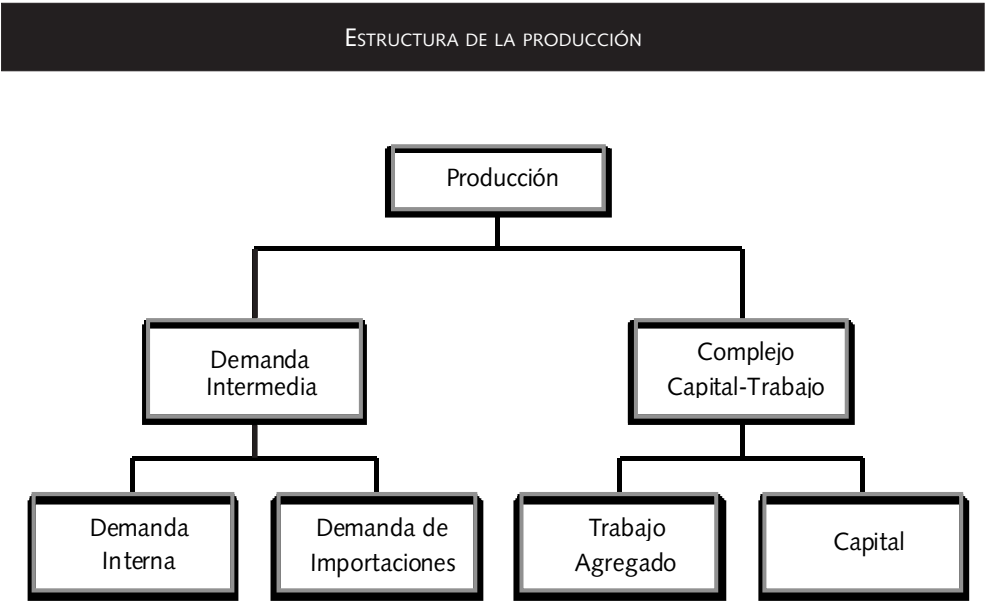 ESTRUCTURA DE LA PRODUCCIÓN
Producción
Demanda
Intermedia
Complejo
Capital-Trabajo
Demanda
Interna
Demanda de
Importaciones
Trabajo
Agregado
Capital